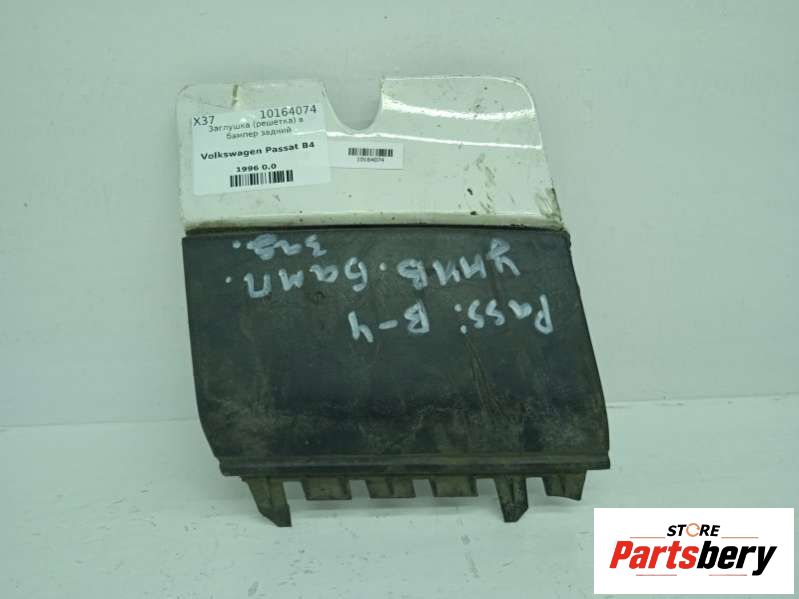 X37 10164074
Заглушка (решетка) в
бампер задний
Volkswagen Passat B4
1996 0.0
10164074
Pass: B-4
унив. бамп.
зад.
STORE
Partsbery